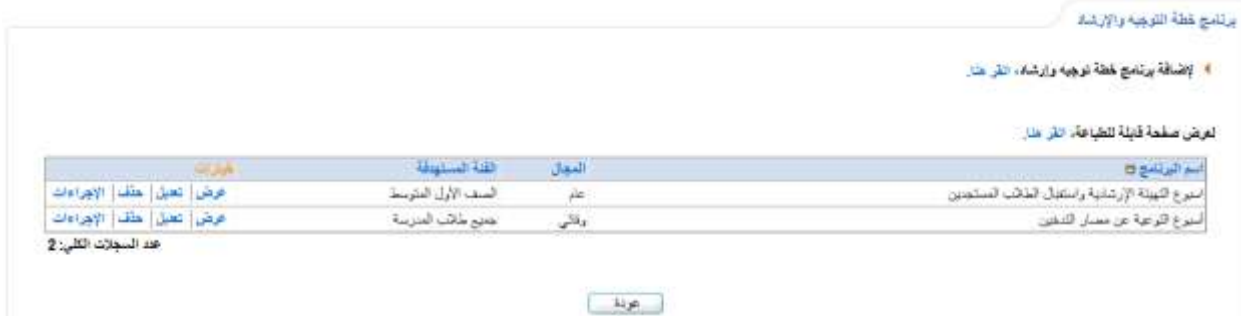 برنامج خطة التوجيه والإرشاد
لإضافة برنامج خطة توجيه وإرشاد، انقر هنا.
لعرض صفحة قابلة للطباعة، انقر هنا.
اسم البرنامج المجال الفئة المستهدفة خيارات
اسبوع التهيئة الإرشادية واستقبال الطلاب المستجدين عام الصف الأول المتوسط عرض | تعديل | حذف | الإجراءات
أسبوع التوعية عن مضار التدخين وقائي جميع طلاب المدرسة عرض | تعديل | حذف | الإجراءات
عدد السجلات الكلي: 2
عودة